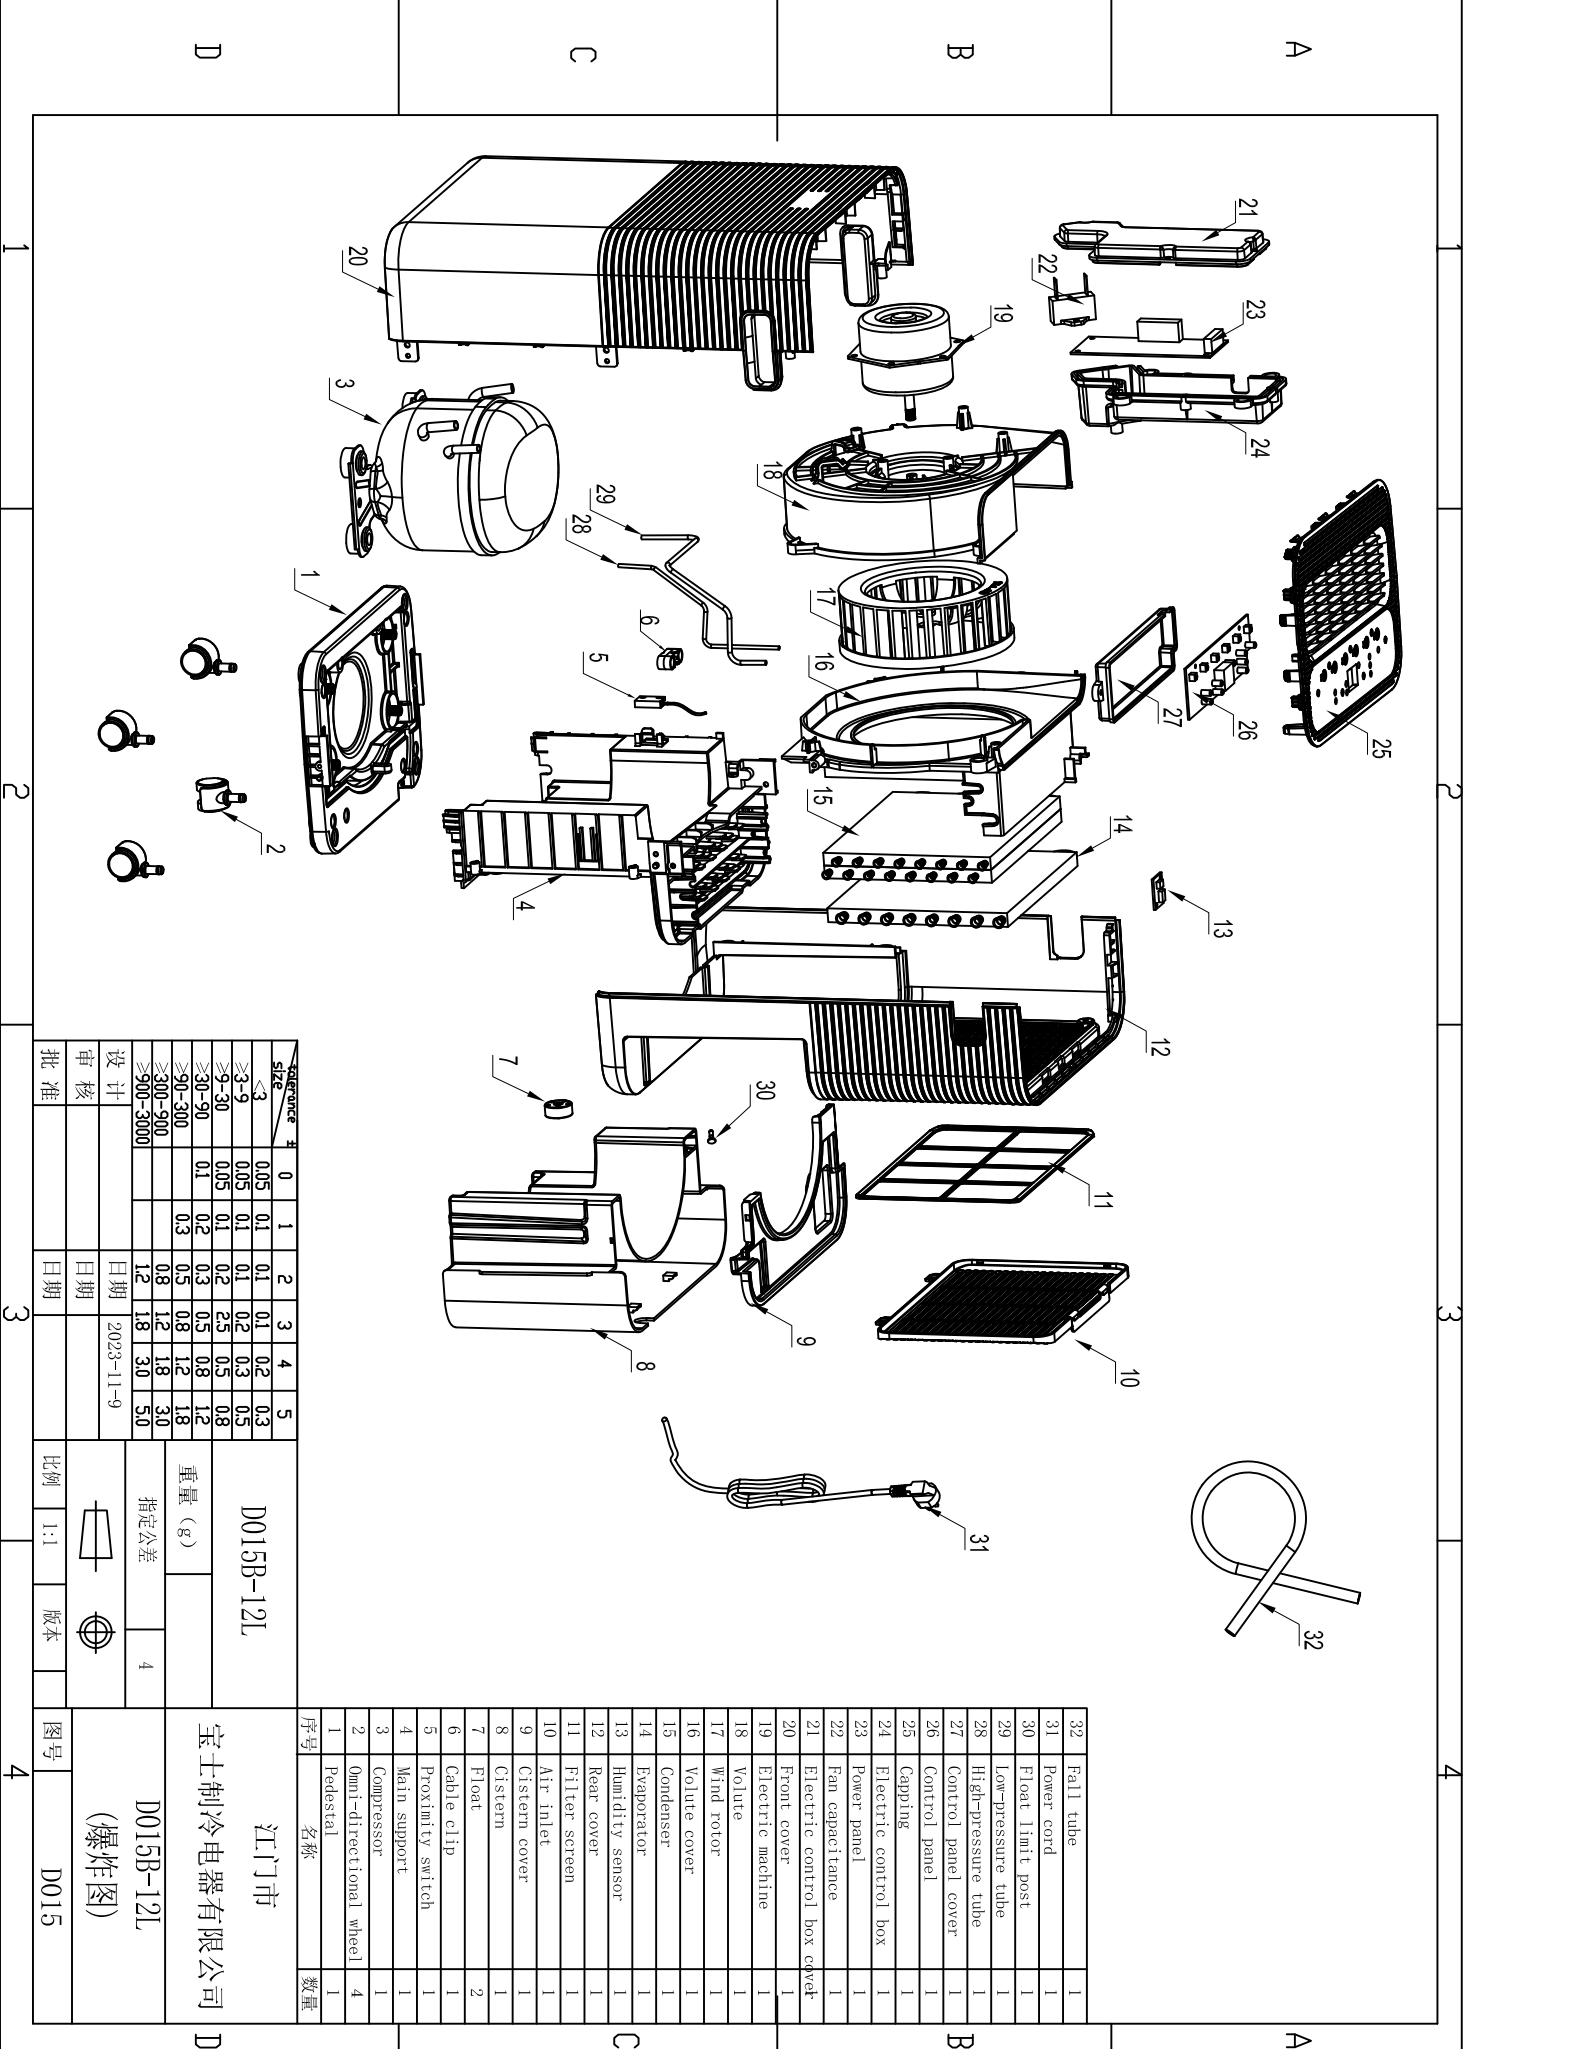 1
2
3
4
A
B
C
D
A
B
C
D
1
2
3
4
21
22
23
24
19
20
3
18
29
28
1
17
16
6
5
27
26
25
15
14
13
2
4
12
7
30
11
9
8
10
31
32
32 Fall tube 1
31 Power cord 1
30 Float limit post 1
29 Low-pressure tube 1
28 High-pressure tube 1
27 Control panel cover 1
26 Control panel 1
25 Capping 1
24 Electric control box 1
23 Power panel 1
22 Fan capacitance 1
21 Electric control box cover 1
20 Front cover 1
19 Electric machine 1
18 Volute 1
17 Wind rotor 1
16 Volute cover 1
15 Condenser 1
14 Evaporator 1
13 Humidity sensor 1
12 Rear cover 1
11 Filter screen 1
10 Air inlet 1
9 Cistern cover 1
8 Cistern 1
7 Float 2
6 Cable clip 1
5 Proximity switch 1
4 Main support 1
3 Compressor 1
2 Omni-directional wheel 4
1 Pedestal 1
序号 名称 数量
size tolerance ± 0 1 2 3 4 5
<3 0.05 0.1 0.1 0.1 0.2 0.3
>3-9 0.05 0.1 0.1 0.2 0.3 0.5
>9-30 0.05 0.1 0.2 2.5 0.5 0.8
>30-90 0.1 0.2 0.3 0.5 0.8 1.2
>90-300 0.3 0.5 0.8 1.2 1.8
>300-900 0.8 1.2 1.8 3.0
>900-3000 1.2 1.8 3.0 5.0
设 计 日期 2023-11-9
审 核 日期
批 准 日期
D015B-12L
重量 (g)
指定公差 4
比例 1:1 版本
江门市
宝士制冷电器有限公司
D015B-12L
(爆炸图)
图号 D015